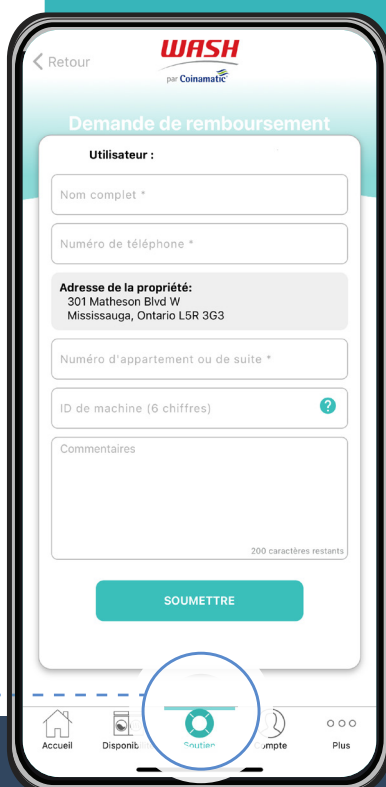 Retour
WASH
par Coinamatic
Demande de remboursement
Utilisateur :
Nom complet *
Numéro de téléphone *
Adresse de la propriété:
301 Matheson Blvd W
Mississauga, Ontario L5R 3G3
Numéro d'appartement ou de suite *
ID de machine (6 chiffres)
?
Commentaires
200 caractères restants
SOUMETTRE
Accueil
Soutien
Plus